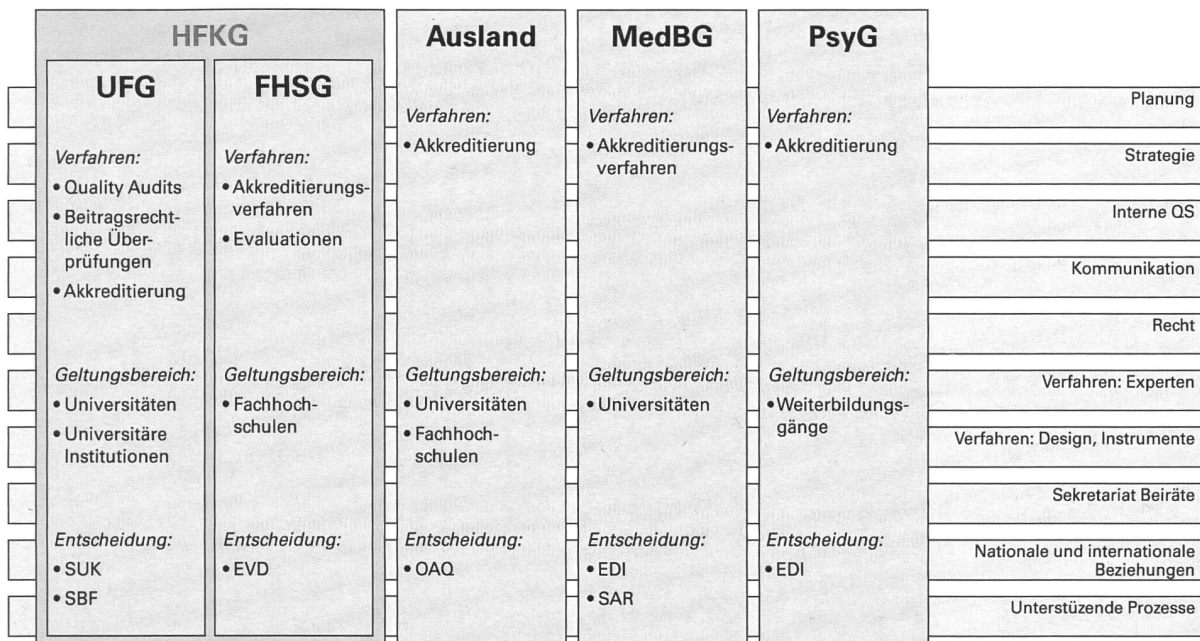 HFKG
UFG
Verfahren:
• Quality Audits
• Beitragsrecht-
liche Über-
prüfungen
• Akkreditierung
Geltungsbereich:
• Universitäten
• Universitäre
Institutionen
Entscheidung:
• SUK
• SBF
FHSG
Verfahren:
• Akkreditierungs-
verfahren
• Evaluationen
Geltungsbereich:
• Fachhoch-
schulen
Entscheidung:
• EVD
Ausland
Verfahren:
• Akkreditierung
Geltungsbereich:
• Universitäten
• Fachhoch-
schulen
Entscheidung:
• OAQ
MedBG
Verfahren:
• Akkreditierungs-
verfahren
Geltungsbereich:
• Universitäten
Entscheidung:
• EDI
• SAR
PsyG
Verfahren:
• Akkreditierung
Geltungsbereich:
• Weiterbildungs-
gänge
Entscheidung:
• EDI
Planung
Strategie
Interne QS
Kommunikation
Recht
Verfahren: Experten
Verfahren: Design, Instrumente
Sekretariat Beiräte
Nationale und internationale
Beziehungen
Unterstüzende Prozesse